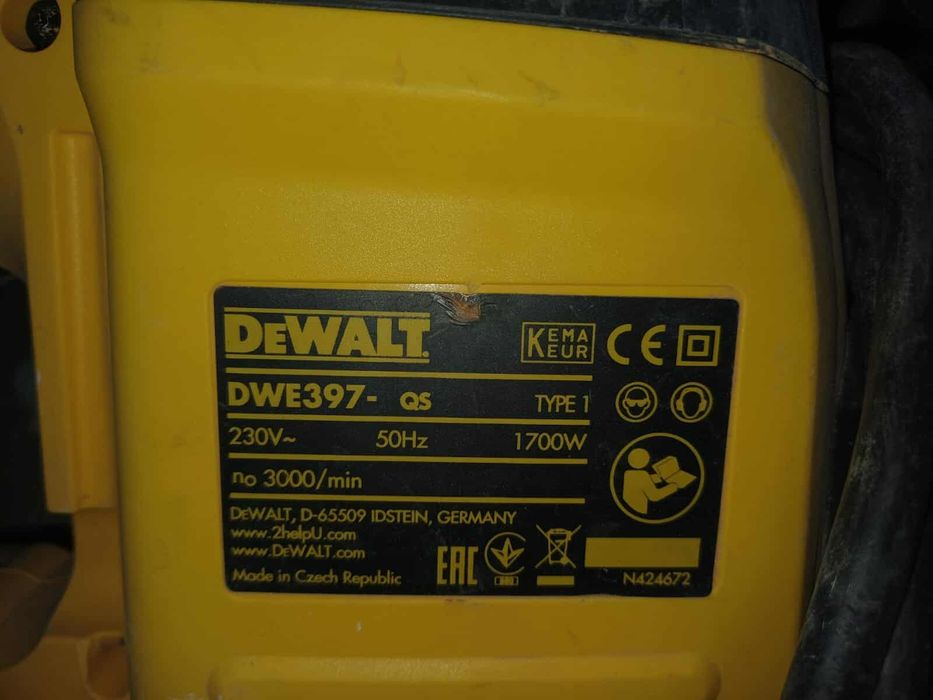 DEWALT.
KEMA
KEUR
CE
DWE397- QS TYPE 1
230V~ 50Hz 1700W
no 3000/min
DEWALT, D-65509 IDSTEIN, GERMANY
www.2helpU.com
www.DEWALT.com
Made in Czech Republic
EAC
N424672